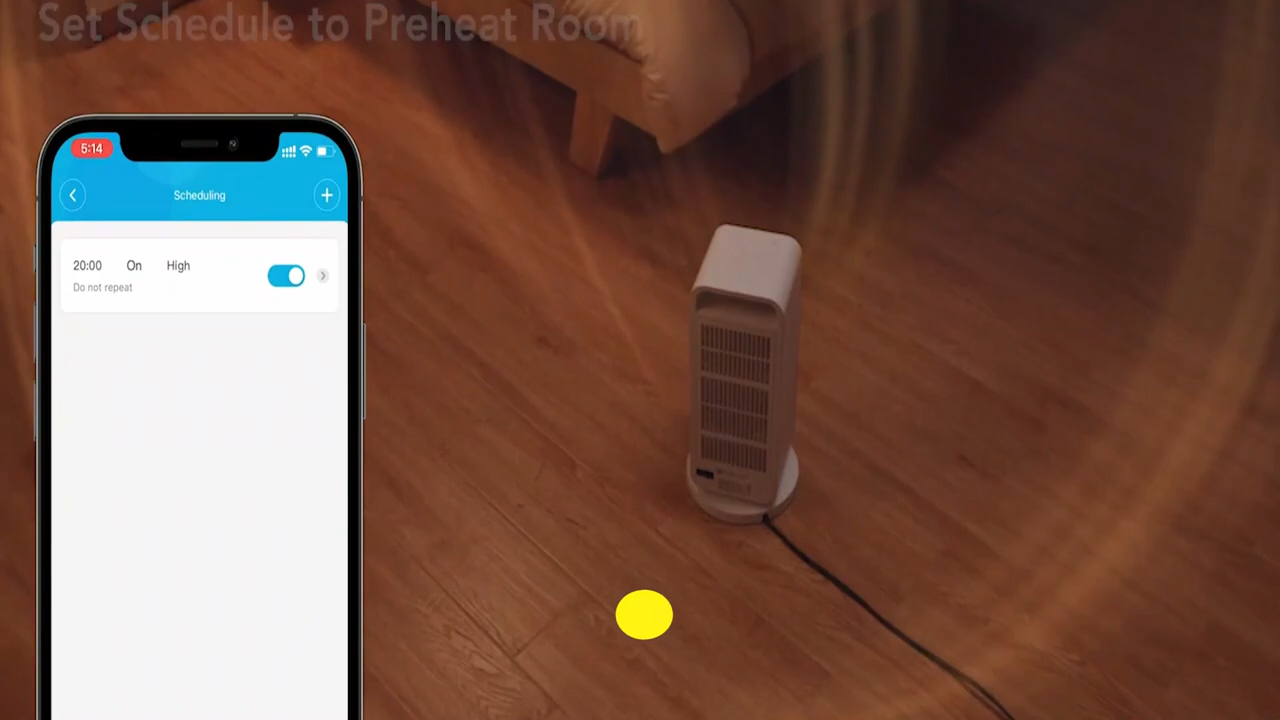 Set Schedule to Preheat Room
5:14
Scheduling
20:00 On High
Do not repeat